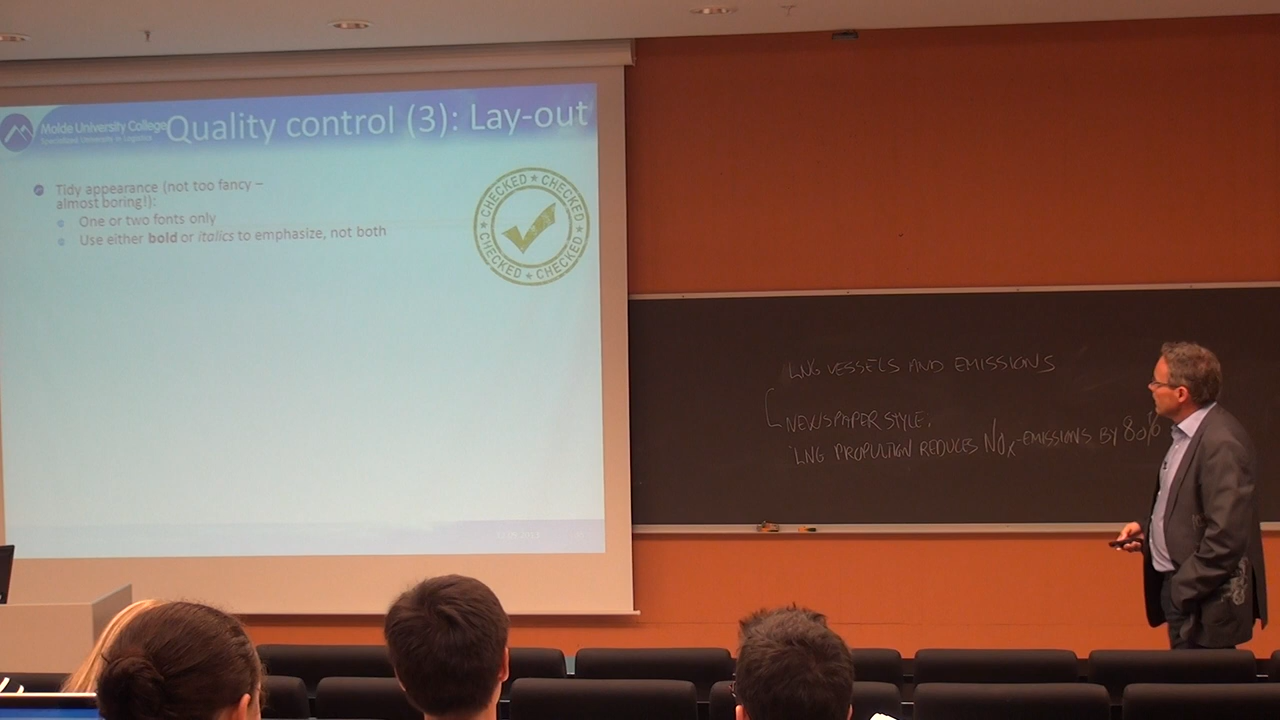 Molde University College
Specialized University in Logistics
Quality control (3): Lay-out
Tidy appearance (not too fancy –
almost boring!):
One or two fonts only
Use either bold or italics to emphasize, not both
CHECKED ★ CHECKED ★ CHECKED ★ CHECKED ★
LNG VESSELS AND EMISSIONS
NEWSPAPER STYLE.
LNG PROPULTION REDUCES NOx-EMISSIONS BY 80%